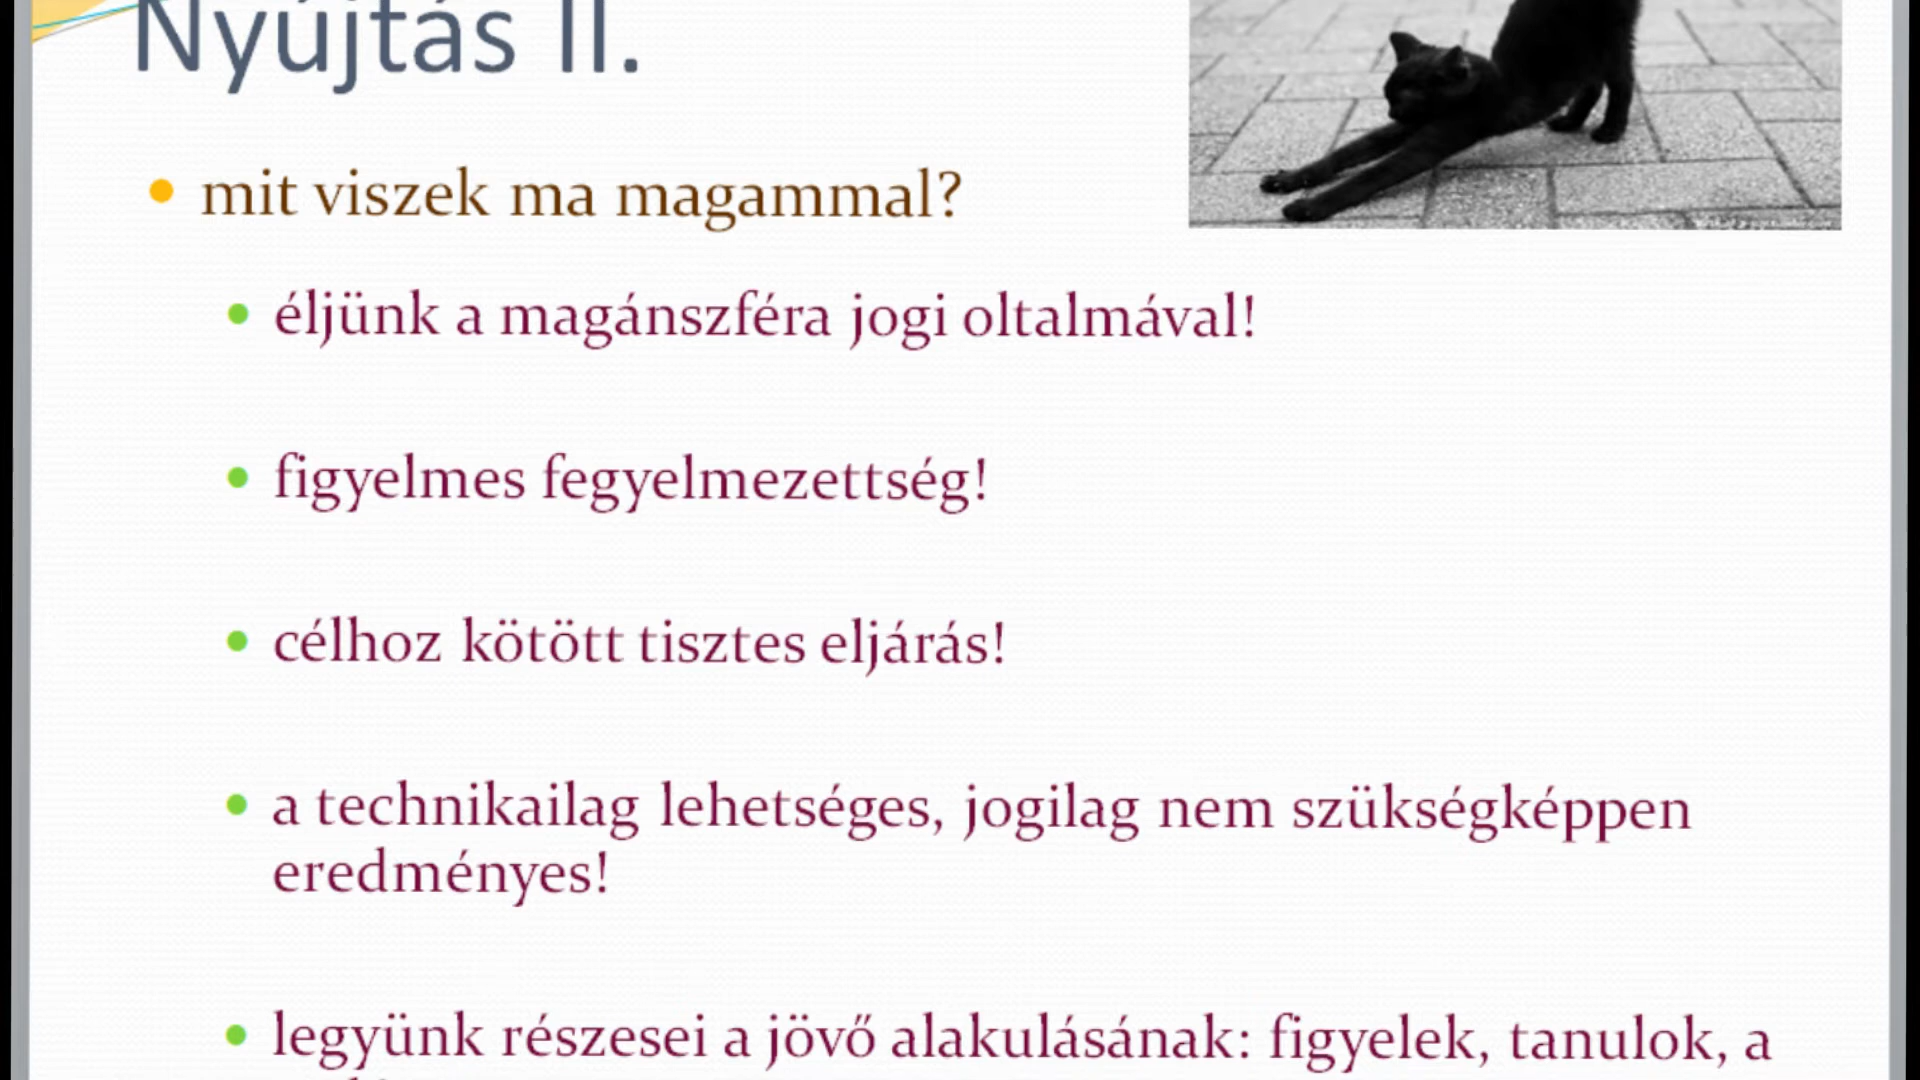 Nyújtás II.
mit viszek ma magammal?
éljünk a magánszféra jogi oltalmával!
figyelmes fegyelmezettség!
célhoz kötött tisztes eljárás!
a technikailag lehetséges, jogilag nem szükségképpen
eredményes!
legyünk részesei a jövő alakulásának: figyelek, tanulok, a